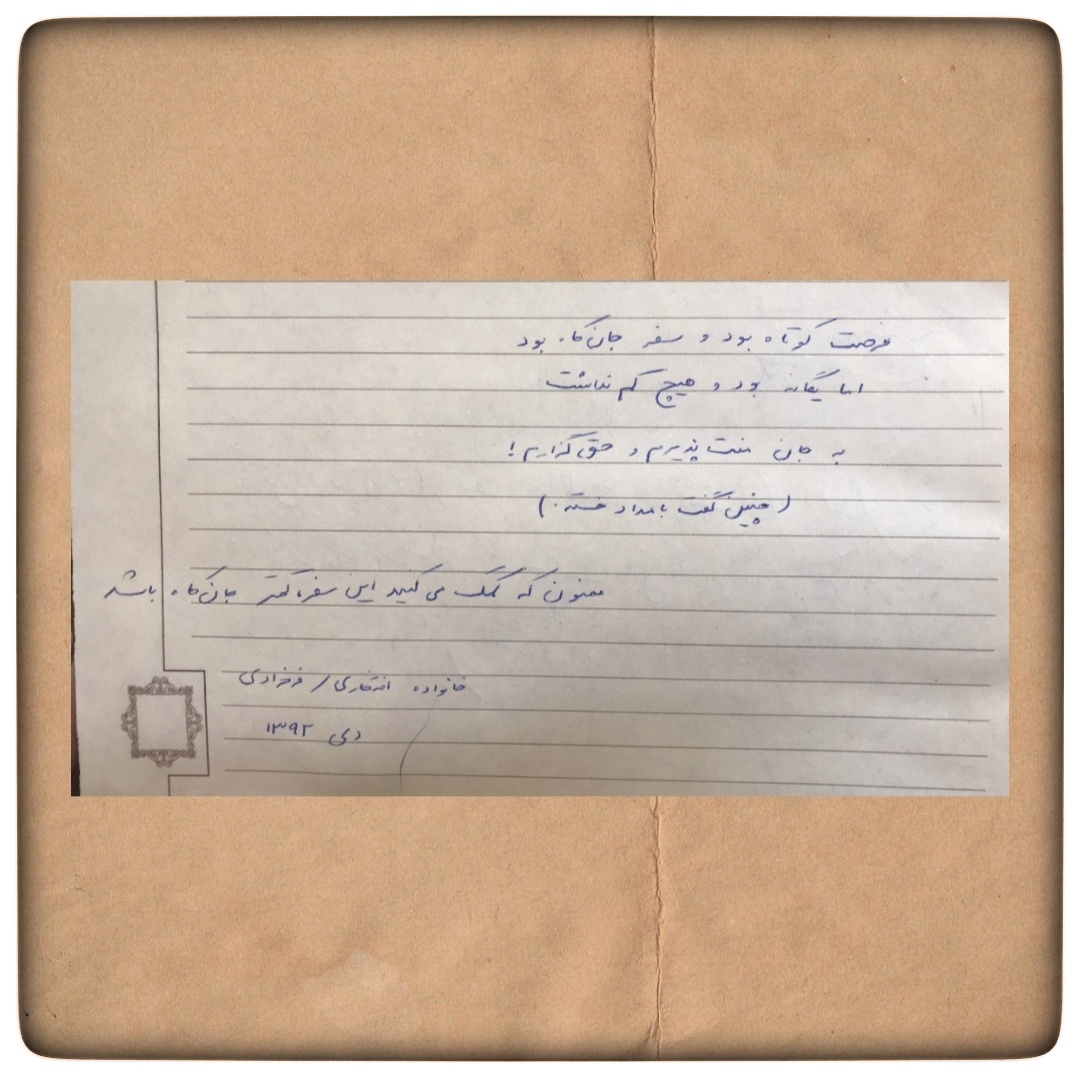 فرصت کوتاه بود و سفر جان‌کاه بود
اما یگانه بود و هیچ کم نداشت
به جان منت پذیرم و حق گزارم!
(چنین گفت بامداد خسته.)
ممنون که کمک می‌کنید این سفر، کمتر جان‌کاه باشد
خانواده افتخاری / فرخزادی
دی ۱۳۹۲